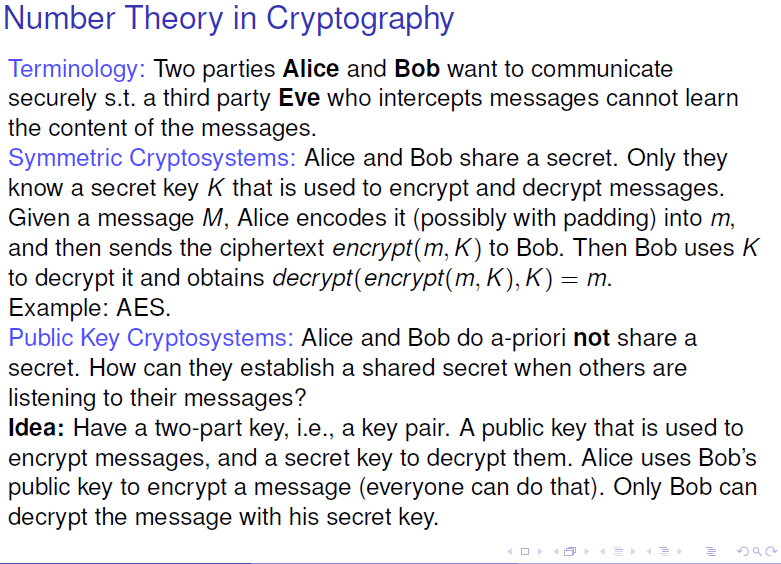 Number Theory in Cryptography
Terminology: Two parties Alice and Bob want to communicate
securely s.t. a third party Eve who intercepts messages cannot learn
the content of the messages.
Symmetric Cryptosystems: Alice and Bob share a secret. Only they
know a secret key K that is used to encrypt and decrypt messages.
Given a message M, Alice encodes it (possibly with padding) into m,
and then sends the ciphertext encrypt(m, K) to Bob. Then Bob uses K
to decrypt it and obtains decrypt(encrypt(m, K), K) = m.
Example: AES.
Public Key Cryptosystems: Alice and Bob do a-priori not share a
secret. How can they establish a shared secret when others are
listening to their messages?
Idea: Have a two-part key, i.e., a key pair. A public key that is used to
encrypt messages, and a secret key to decrypt them. Alice uses Bob's
public key to encrypt a message (everyone can do that). Only Bob can
decrypt the message with his secret key.